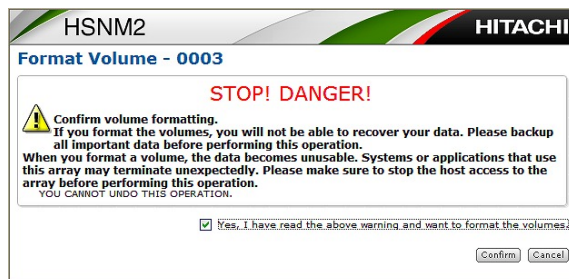 HSNM2
HITACHI
Format Volume - 0003
STOP! DANGER!
Confirm volume formatting.
If you format the volumes, you will not be able to recover your data. Please backup
all important data before performing this operation.
When you format a volume, the data becomes unusable. Systems or applications that use
this array may terminate unexpectedly. Please make sure to stop the host access to the
array before performing this operation.
YOU CANNOT UNDO THIS OPERATION.
Yes, I have read the above warning and want to format the volumes.
Confirm Cancel